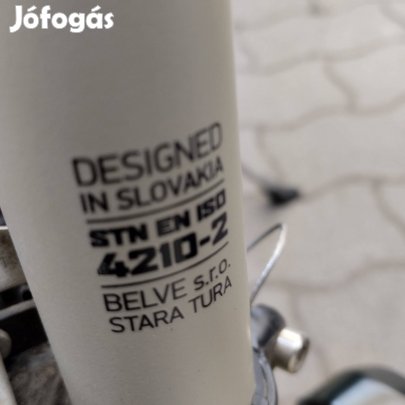 Jófogás
DESIGNED
IN SLOVAKIA
STN EN ISO
4210-2
BELVE s.r.o.
STARA TURA